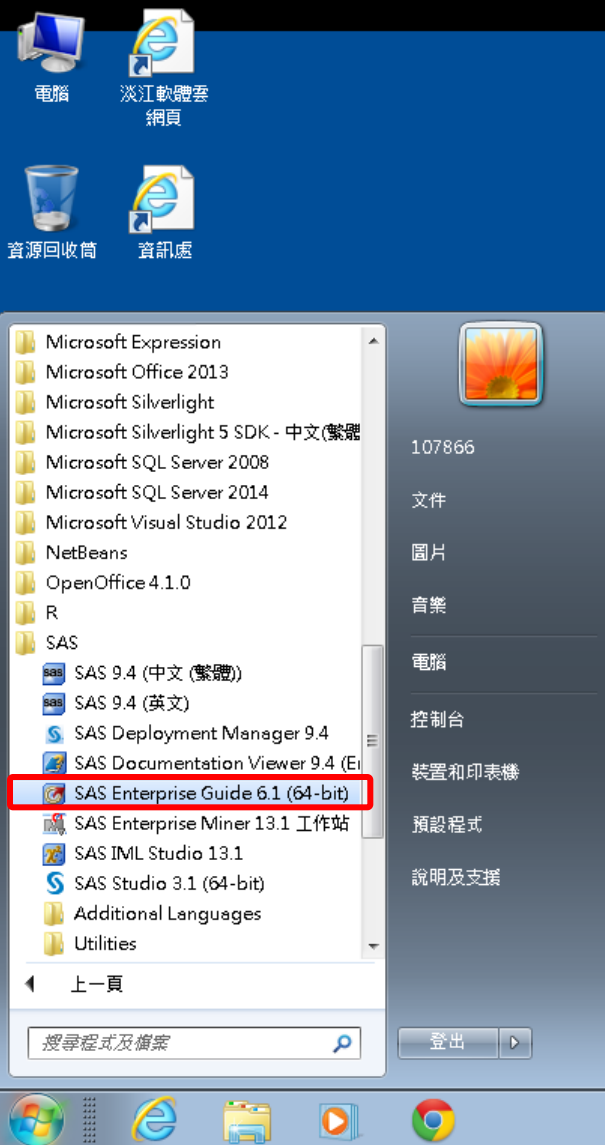 電腦
淡江軟體雲
網頁
資源回收筒
資訊處
Microsoft Expression
Microsoft Office 2013
Microsoft Silverlight
Microsoft Silverlight 5 SDK - 中文(繁體
Microsoft SQL Server 2008
Microsoft SQL Server 2014
Microsoft Visual Studio 2012
NetBeans
OpenOffice 4.1.0
R
SAS
sas SAS 9.4 (中文 (繁體))
sas SAS 9.4 (英文)
SAS Deployment Manager 9.4
SAS Documentation Viewer 9.4 (En
SAS Enterprise Guide 6.1 (64-bit)
SAS Enterprise Miner 13.1 工作站
SAS IML Studio 13.1
SAS Studio 3.1 (64-bit)
Additional Languages
Utilities
上一頁
搜尋程式及檔案
107866
文件
圖片
音樂
電腦
控制台
裝置和印表機
預設程式
說明及支援
登出